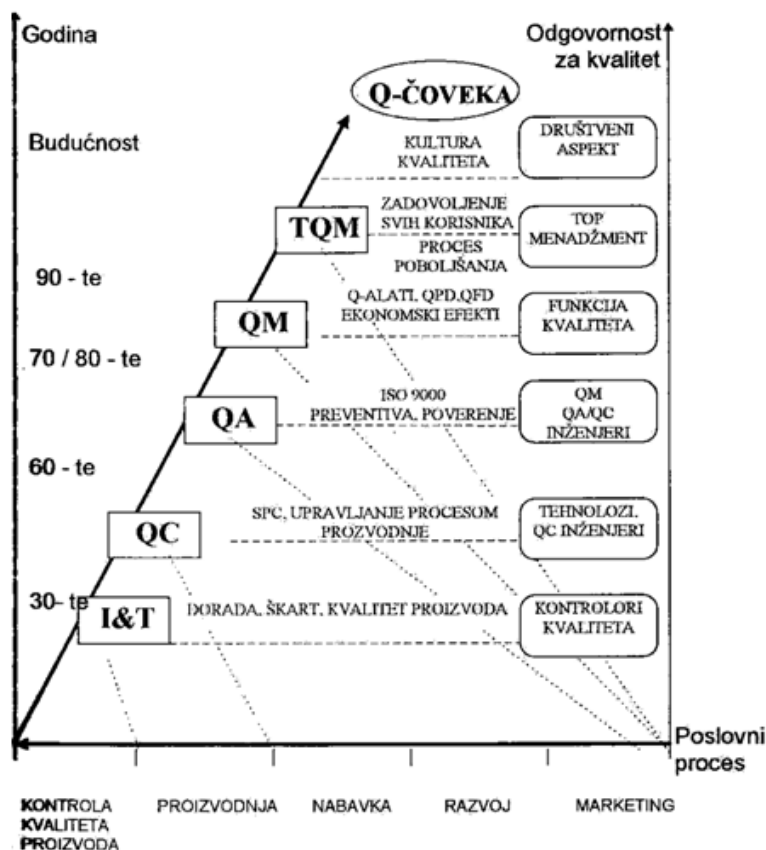 Godina
Odgovornost
za kvalitet
Q-ČOVEKA
Budućnost
KULTURA
KVALITETA
DRUŠTVENI
ASPEKT
ZADOVOLJENJE
SVIH KORISNIKA
TQM
PROCES
POBOLJŠANJA
TOP
MENADŽMENT
90 - te
Q-ALATI, QPD,QFD
EKONOMSKI EFEKTI
QM
FUNKCIJA
KVALITETA
70 / 80 - te
ISO 9000
PREVENTIVA, POVERENJE
QA
QM
QA/QC
INŽENJERI
60 - te
SPC, UPRAVLJANJE PROCESOM
PROZVODNJE
QC
TEHNOLOZI,
QC INŽENJERI
30- te
I&T
DORADA, ŠKART, KVALITET PROIZVODA
KONTROLORI
KVALITETA
Poslovni
proces
KONTROLA
KVALITETA
PROIZVODA
PROIZVODNJA
NABAVKA
RAZVOJ
MARKETING